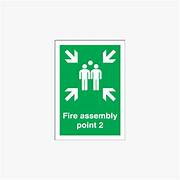 Fire assembly
point 2